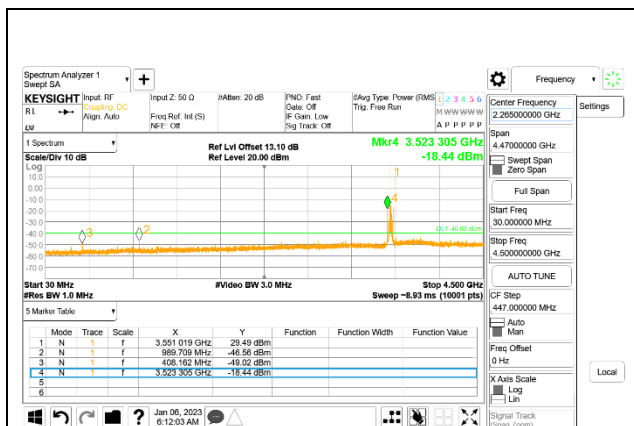 Spectrum Analyzer 1
Swept SA
Frequency
KEYSIGHT
RL
Input: RF
Coupling: DC
Align: Auto
Input Z: 50 Ω
Freq Ref: Int (S)
NFE: Off
#Atten: 20 dB
PNO: Fast
Gate: Off
IF Gain: Low
Sig Track: Off
#Avg Type: Power (RMS
Trig: Free Run
1 2 3 4 5 6
M W W W W W
A P P P P P
Center Frequency
2.265000000 GHz
Settings
Span
4.47000000 GHz
Swept Span
Zero Span
Full Span
Start Freq
30.000000 MHz
Stop Freq
4.500000000 GHz
AUTO TUNE
CF Step
447.000000 MHz
Auto
Man
Freq Offset
0 Hz
X Axis Scale
Log
Lin
Signal Track
(Span Zoom)
Local
1 Spectrum
Scale/Div 10 dB
Ref Lvl Offset 13.10 dB
Ref Level 20.00 dBm
Mkr4 3.523 305 GHz
-18.44 dBm
Log
10.0
0.00
-10.0
-20.0
-30.0
-40.0
-50.0
-60.0
-70.0
1
2
3
4
Start 30 MHz
#Res BW 1.0 MHz
#Video BW 3.0 MHz
Stop 4.500 GHz
Sweep ~8.93 ms (10001 pts)
5 Marker Table
Mode Trace Scale X Y Function Function Width Function Value
1 N 1 f 3.551 019 GHz 29.49 dBm
2 N 1 f 989.709 MHz -46.56 dBm
3 N 1 f 408.162 MHz -49.02 dBm
4 N 1 f 3.523 305 GHz -18.44 dBm
5
6
?
Jan 06, 2023
6:12:03 AM